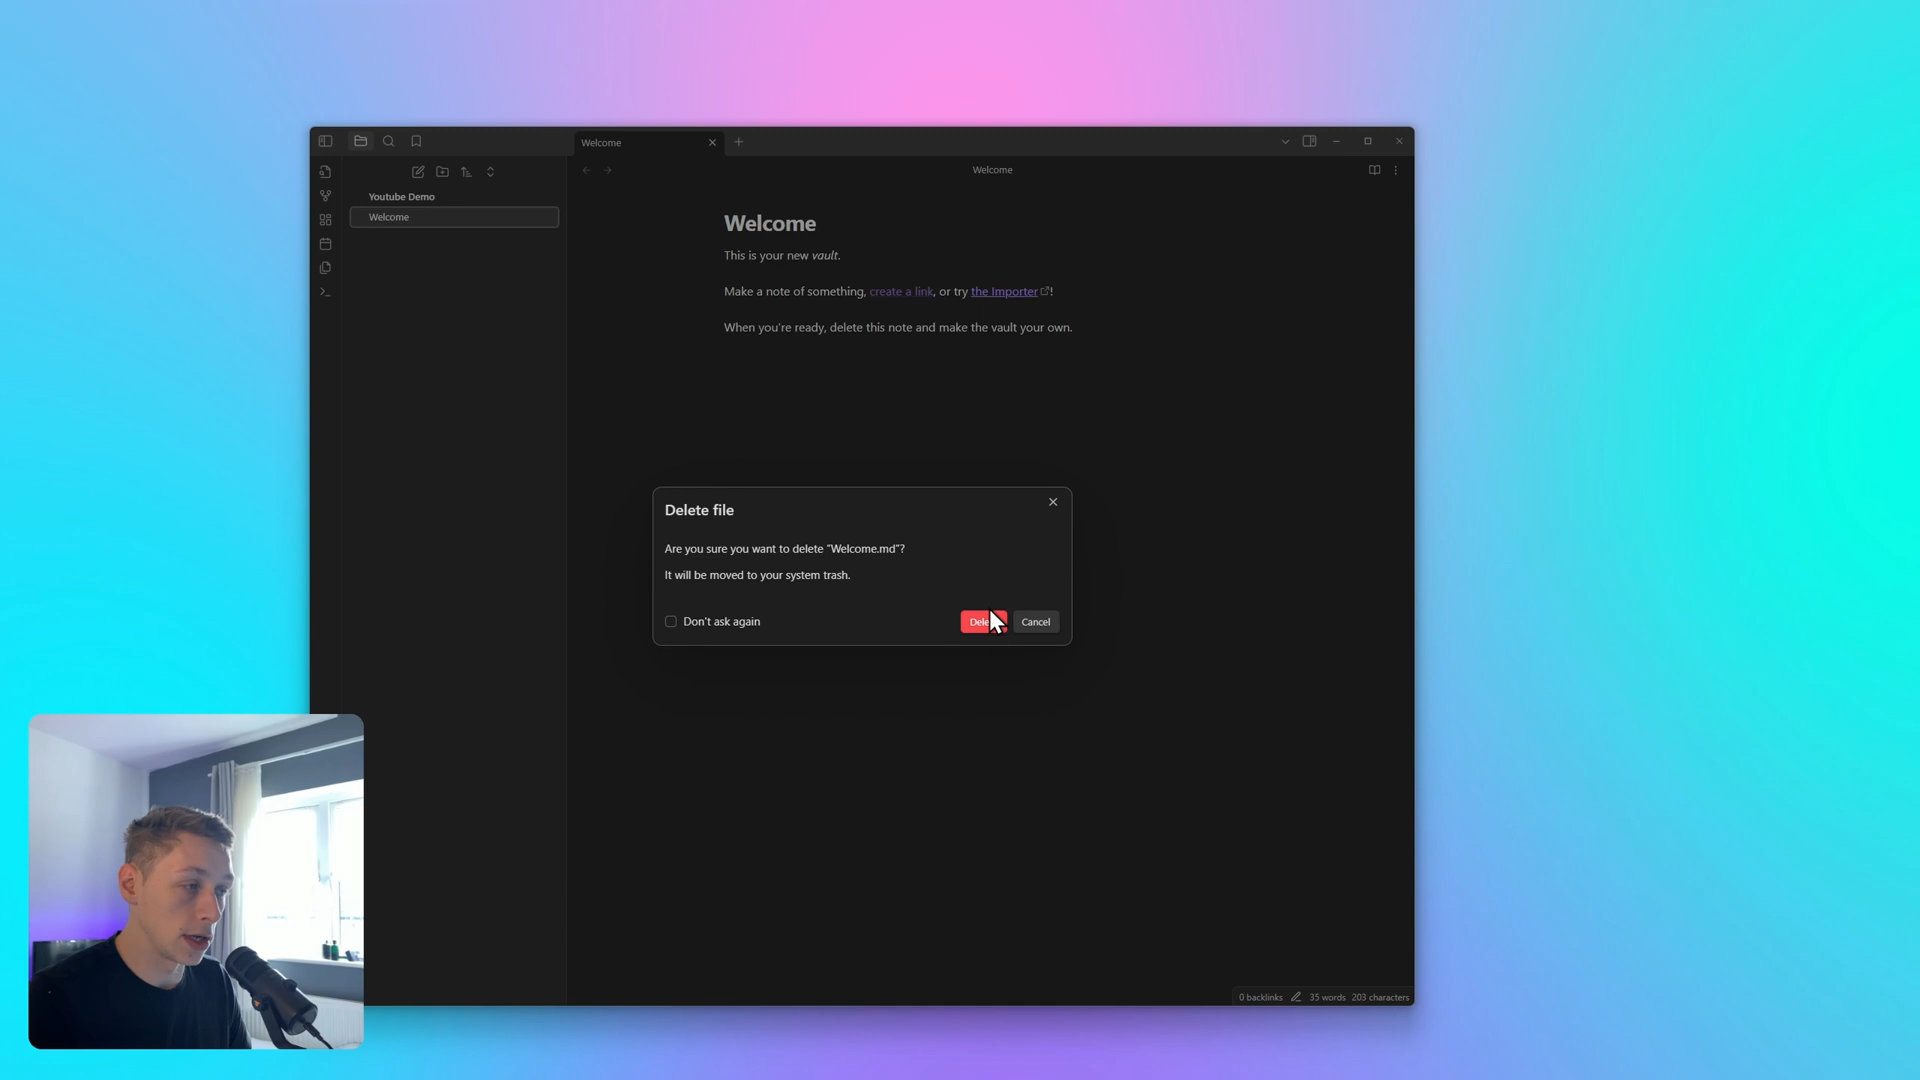 Welcome
Welcome
Youtube Demo
Welcome
Welcome
This is your new vault.
Make a note of something, create a link, or try the Importer!
When you're ready, delete this note and make the vault your own.
Delete file
Are you sure you want to delete "Welcome.md"?
It will be moved to your system trash.
Don't ask again
Dele
Cancel
0 backlinks 35 words 203 characters